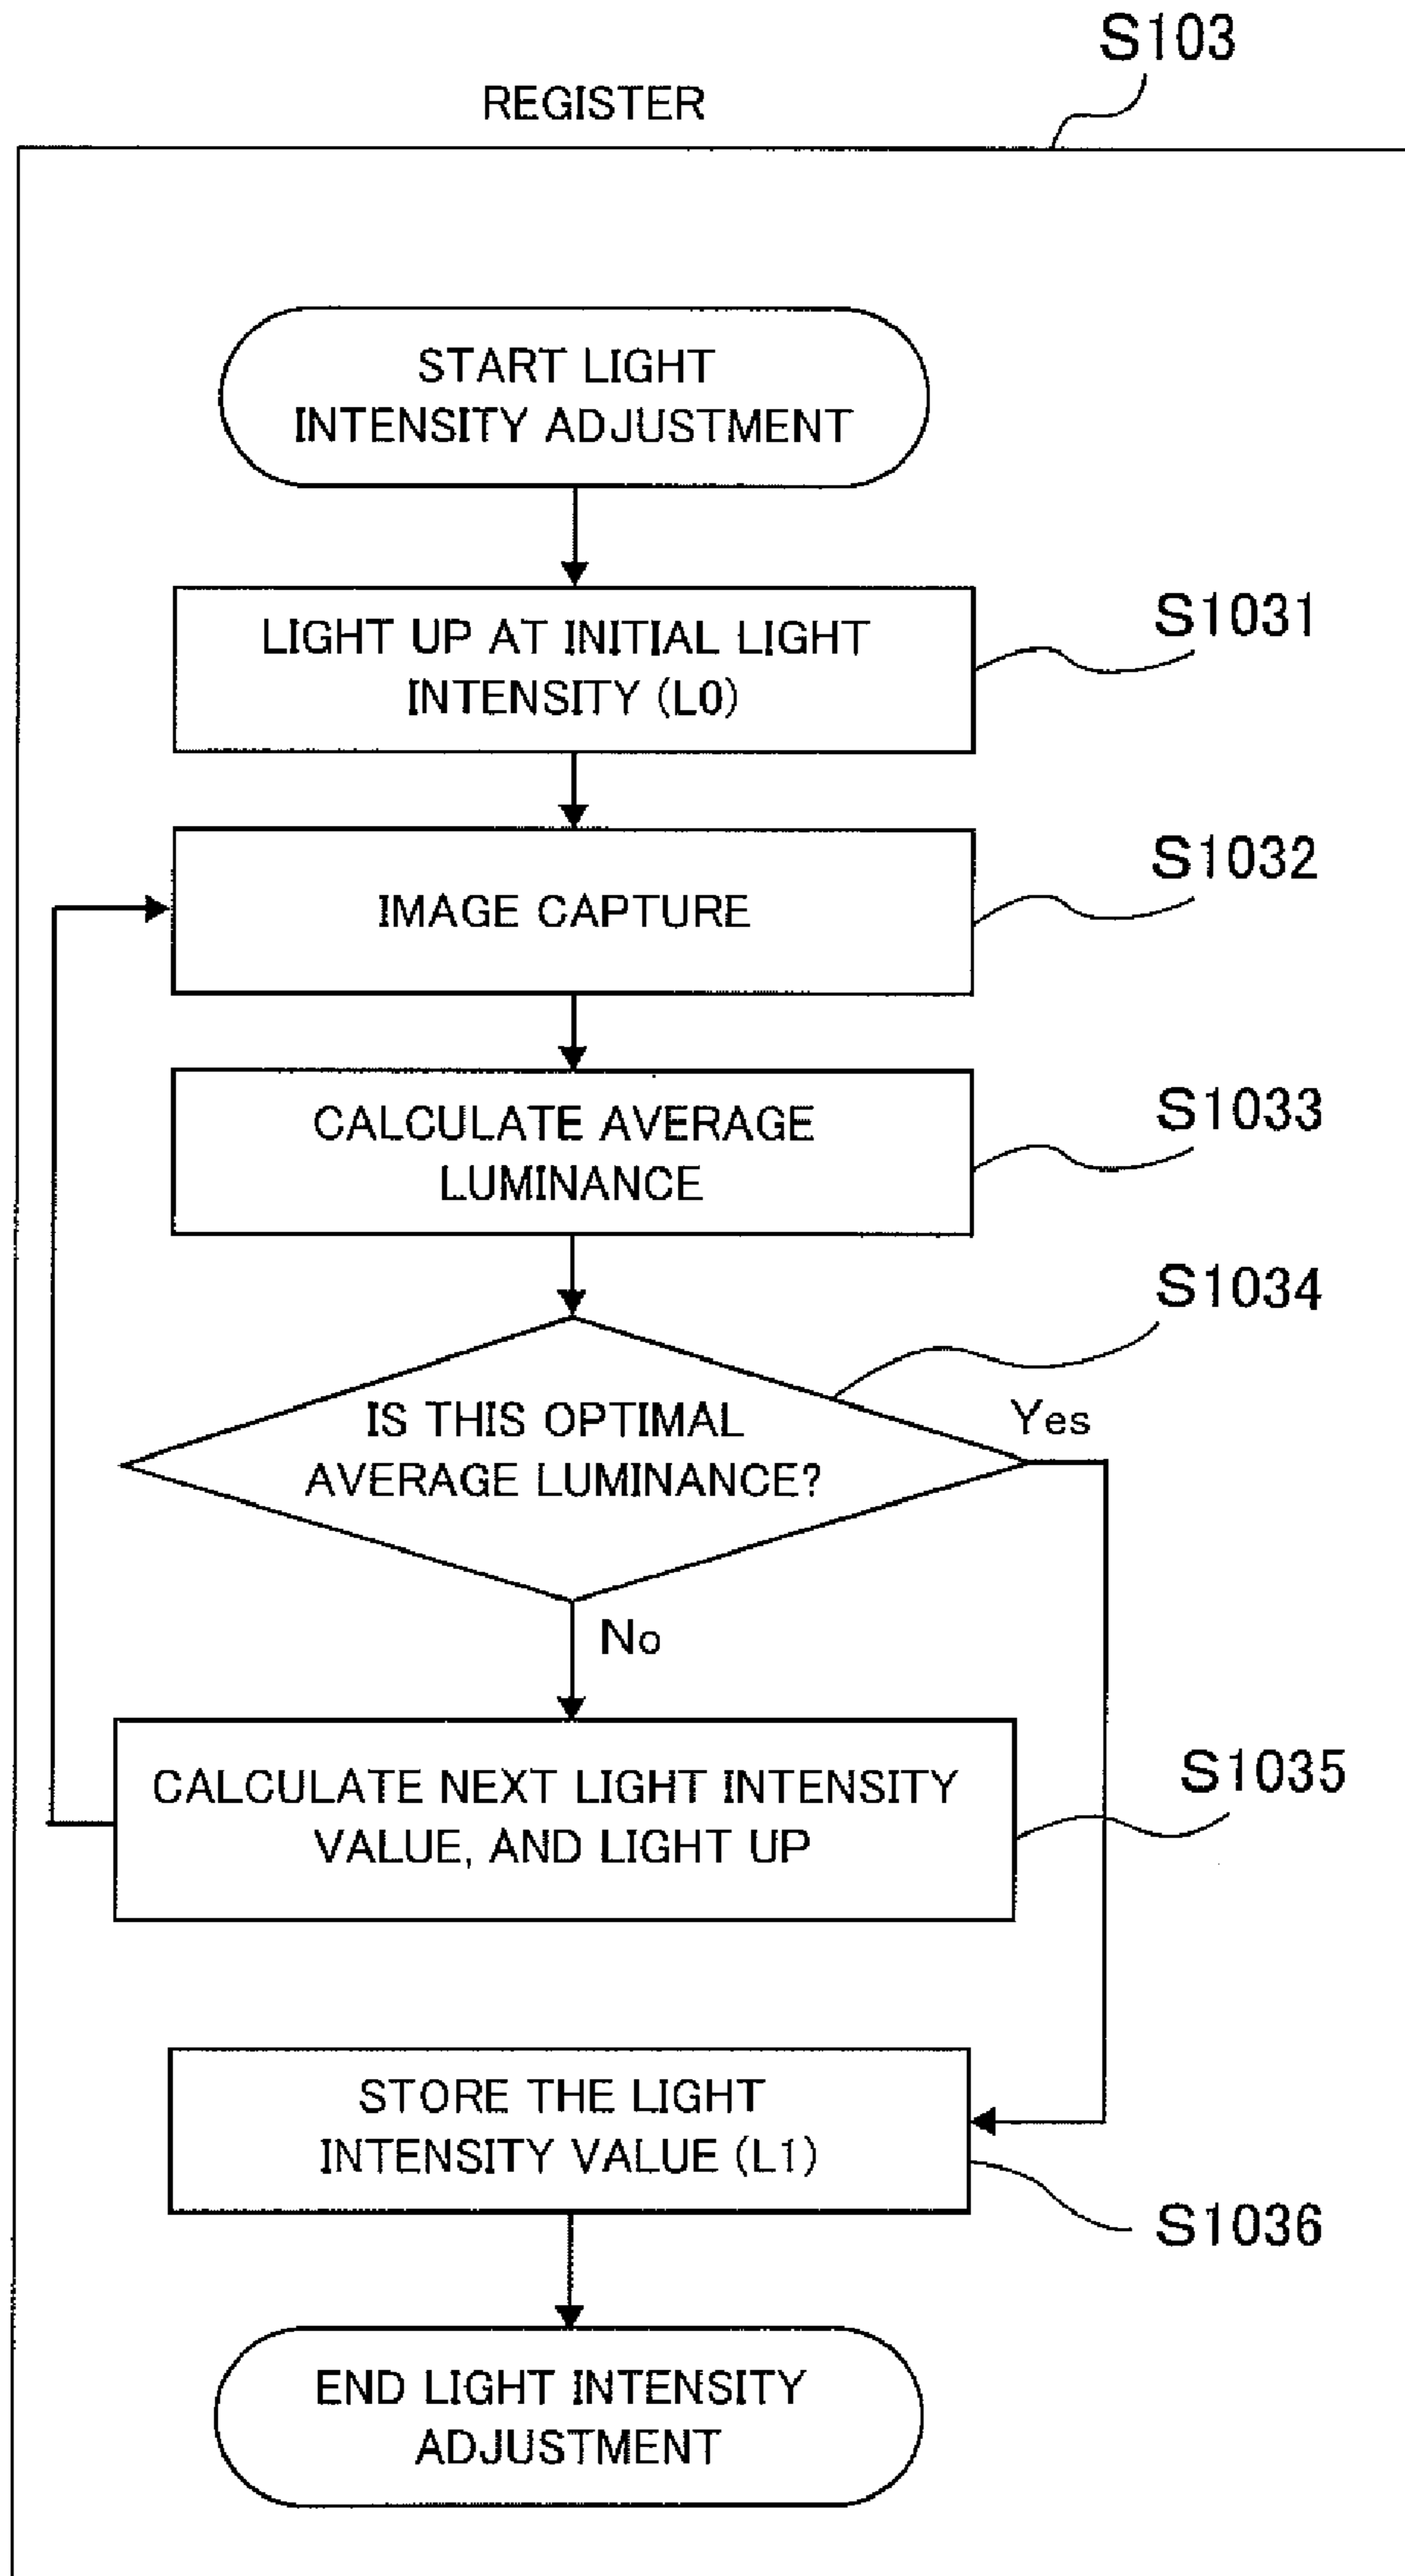 S103
REGISTER
START LIGHT
INTENSITY ADJUSTMENT
LIGHT UP AT INITIAL LIGHT
INTENSITY (L0)
S1031
IMAGE CAPTURE
S1032
CALCULATE AVERAGE
LUMINANCE
S1033
S1034
IS THIS OPTIMAL
AVERAGE LUMINANCE?
Yes
No
CALCULATE NEXT LIGHT INTENSITY
VALUE, AND LIGHT UP
S1035
STORE THE LIGHT
INTENSITY VALUE (L1)
S1036
END LIGHT INTENSITY
ADJUSTMENT